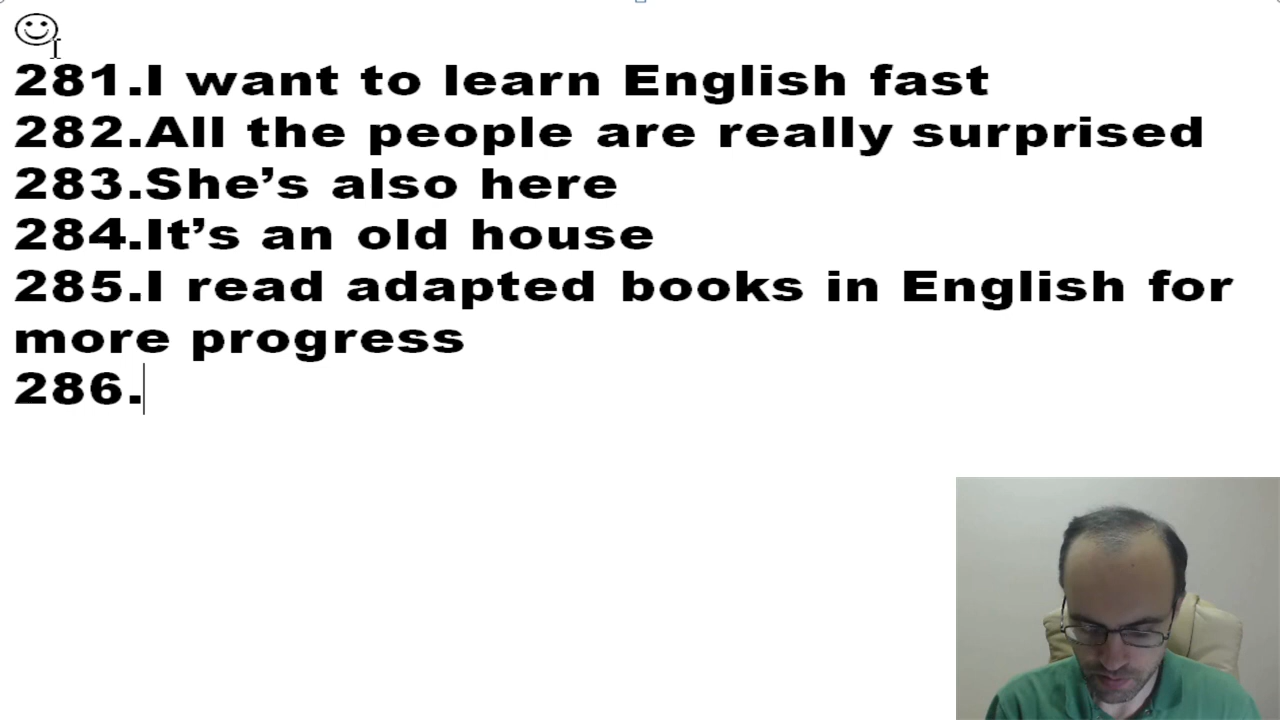 281.I want to learn English fast
282.All the people are really surprised
283.She’s also here
284.It’s an old house
285.I read adapted books in English for
more progress
286.